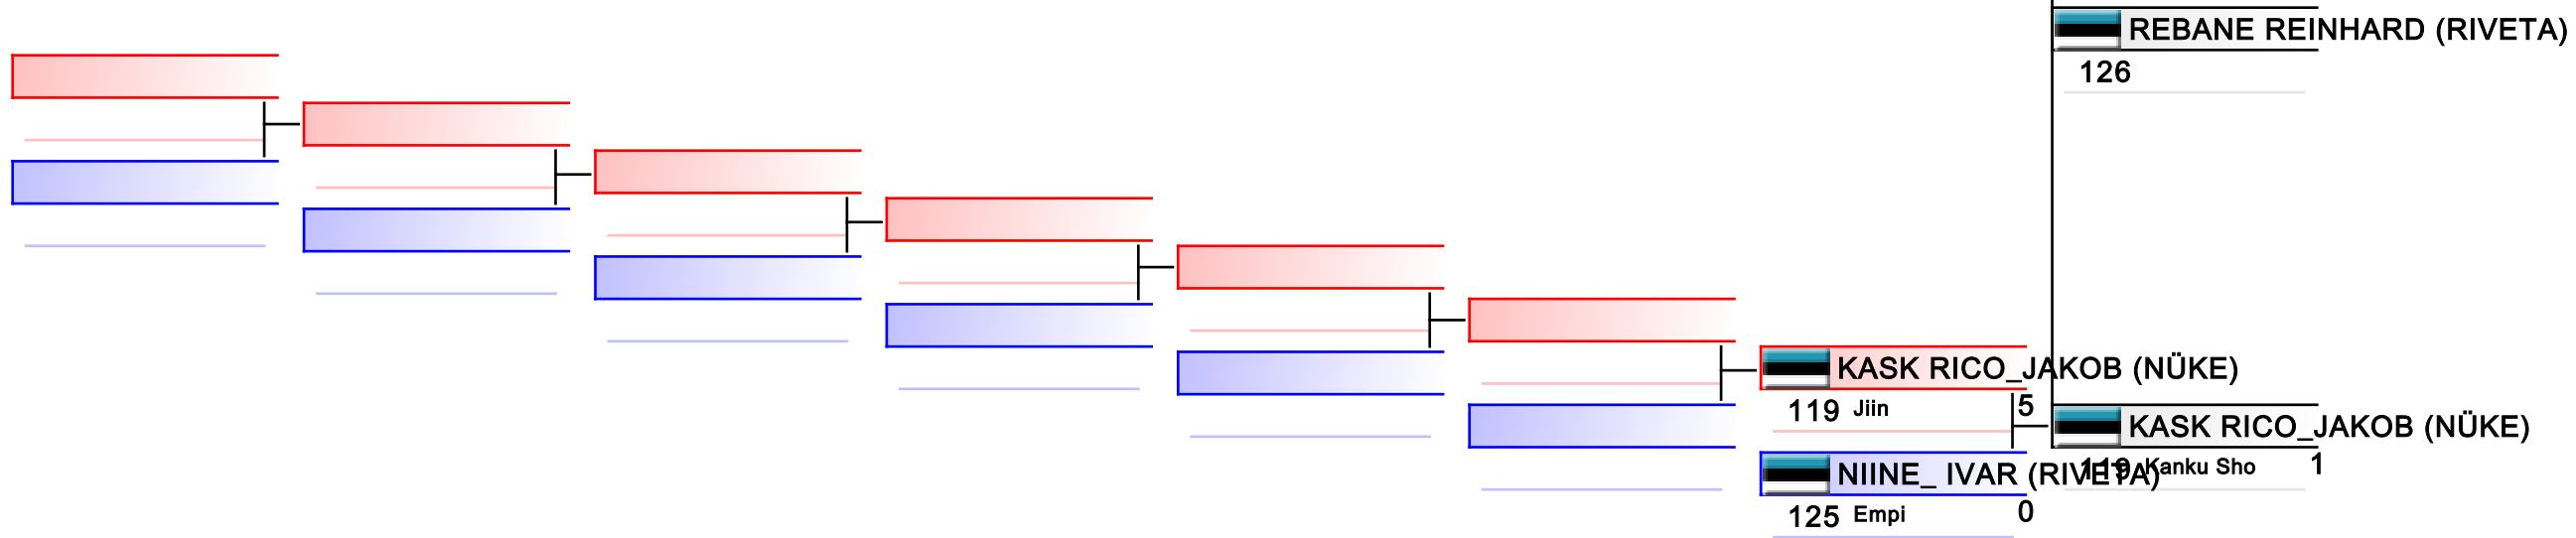 REBANE REINHARD (RIVETA)
126
KASK RICO_JAKOB (NÜKE)
119 Jiin 5
KASK RICO_JAKOB (NÜKE)
119 Kanku Sho 1
NIINE_ IVAR (RIVETA)
125 Empi 0